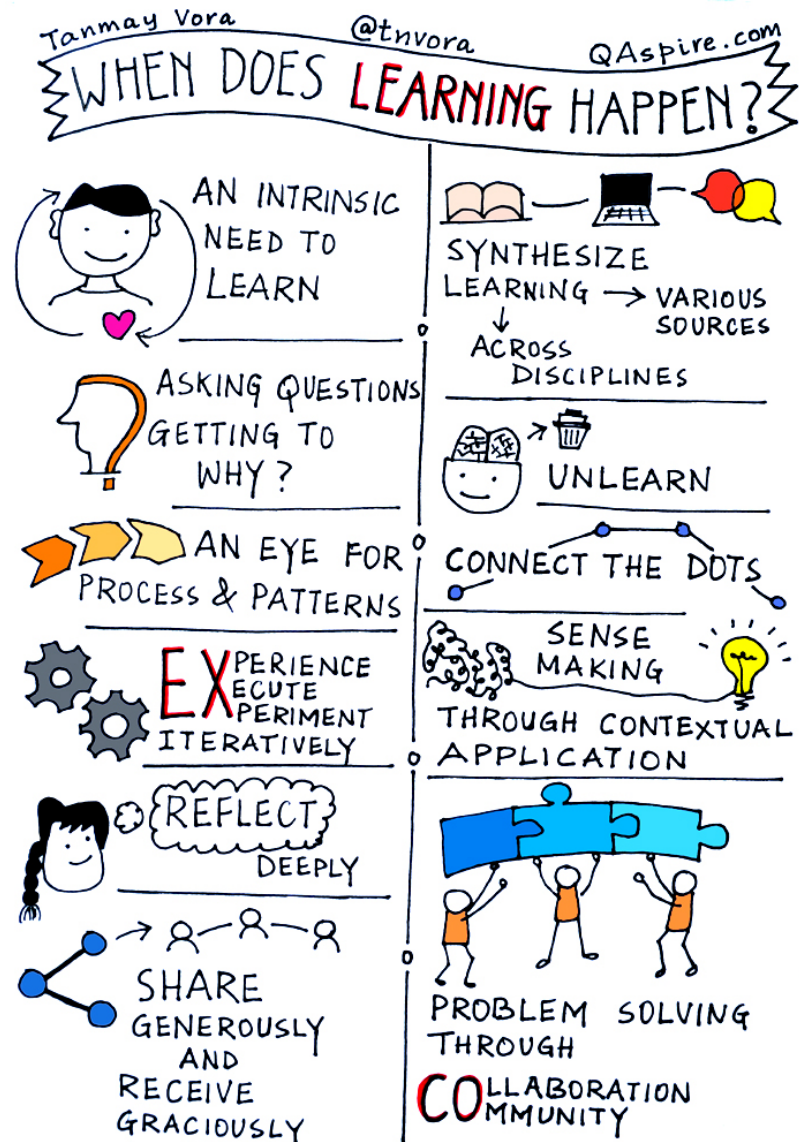 Tanmay Vora @tnvora QAspire.com
WHEN DOES LEARNING HAPPEN?
AN INTRINSIC
NEED TO
LEARN
ASKING QUESTIONS
GETTING TO
WHY?
AN EYE FOR
PROCESS & PATTERNS
EXPERIENCE
EXECUTE
EXPERIMENT
ITERATIVELY
REFLECT
DEEPLY
SHARE
GENEROUSLY
AND
RECEIVE
GRACIOUSLY
SYNTHESIZE
LEARNING → VARIOUS
SOURCES
↓
ACROSS
DISCIPLINES
UNLEARN
CONNECT THE DOTS
SENSE
MAKING
THROUGH CONTEXTUAL
APPLICATION
PROBLEM SOLVING
THROUGH
COLLABORATION
COMMUNITY